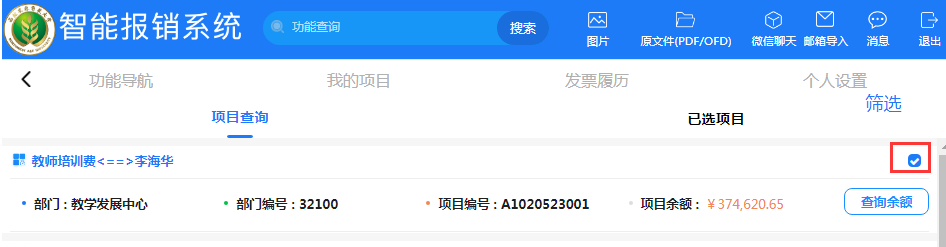 智能报销系统
功能查询 搜索
图片 原文件(PDF/OFD) 微信聊天 邮箱导入 消息 退出
功能导航 我的项目 发票履历 个人设置
筛选
项目查询 已选项目
教师培训费<==>李海华
部门：教学发展中心 部门编号：32100 项目编号：A1020523001 项目余额：￥374,620.65 查询余额